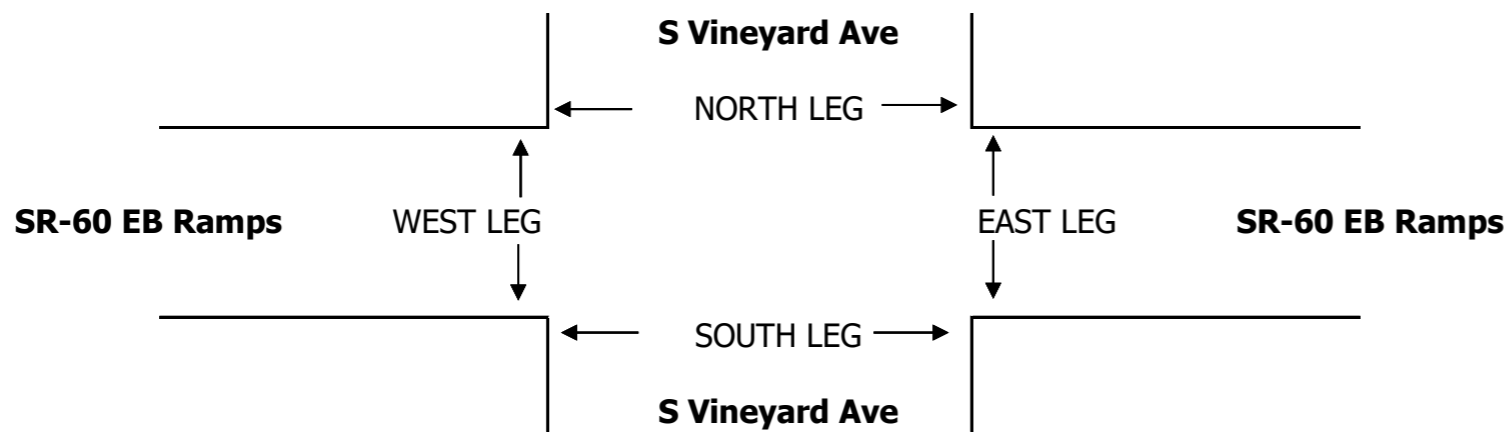 S Vineyard Ave
NORTH LEG
SR-60 EB Ramps WEST LEG EAST LEG SR-60 EB Ramps
SOUTH LEG
S Vineyard Ave